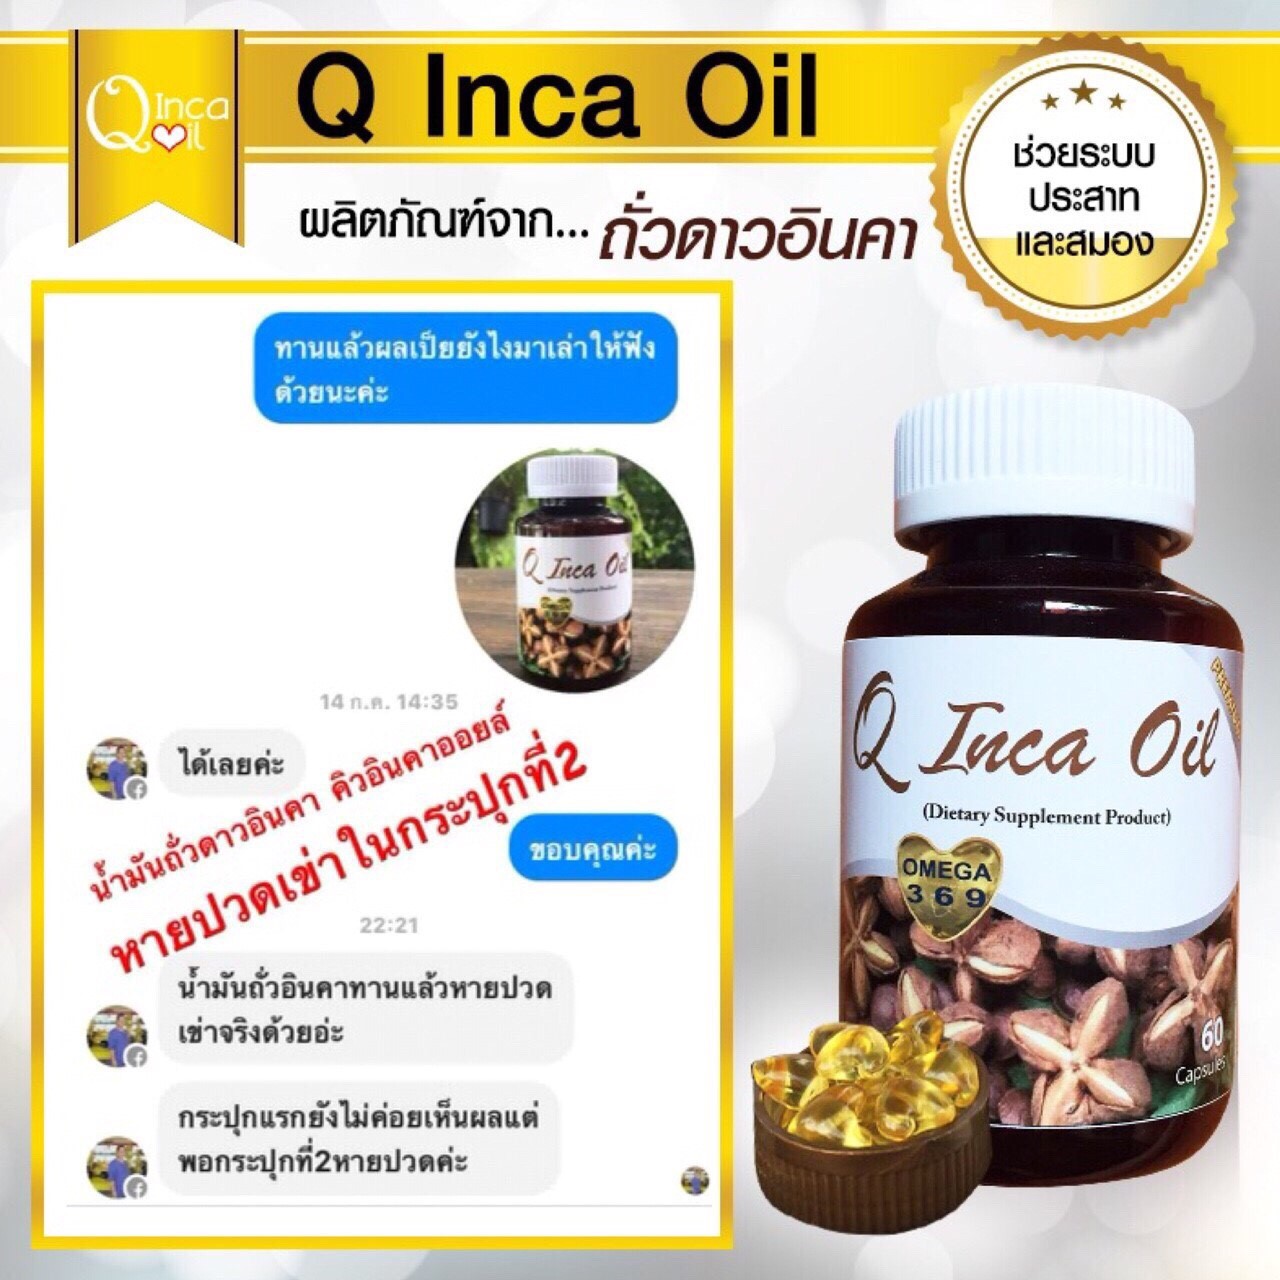 Q Inca Oil
Q Inca
Oil
ช่วยระบบ
ประสาท
และสมอง
ผลิตภัณฑ์จาก... ถั่วดาวอินคา
ทานแล้วผลเป็ยยังไงมาเล่าให้ฟัง
ด้วยนะค่ะ
Q Inca Oil
(Dietary Supplement Product)
14 ก.ค. 14:35
ได้เลยค่ะ
น้ำมันถั่วดาวอินคา คิวอินคาออยล์
หายปวดเข่าในกระปุกที่2
ขอบคุณค่ะ
22:21
น้ำมันถั่วอินคาทานแล้วหายปวด
เข่าจริงด้วยอ่ะ
กระปุกแรกยังไม่ค่อยเห็นผลแต่
พอกระปุกที่2หายปวดค่ะ
Q Inca Oil
(Dietary Supplement Product)
OMEGA
3 6 9
60
Capsules